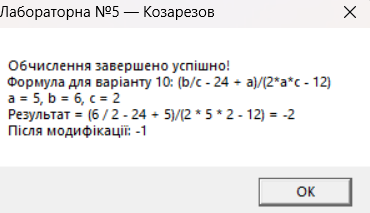 Лабораторна №5 — Козарезов
Обчислення завершено успішно!
Формула для варіанту 10: (b/c - 24 + a)/(2*a*c - 12)
a = 5, b = 6, c = 2
Результат = (6 / 2 - 24 + 5)/(2 * 5 * 2 - 12) = -2
Після модифікації: -1
ОК